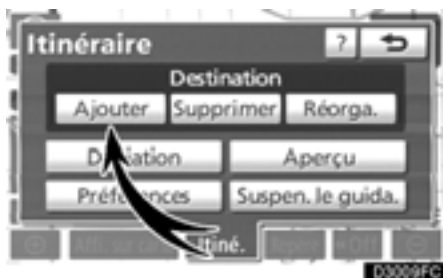 Itinéraire ?
Destination
Ajouter Supprimer Réorga.
Aperçu
Suspen. le guida.
Itiné.
D3009FC